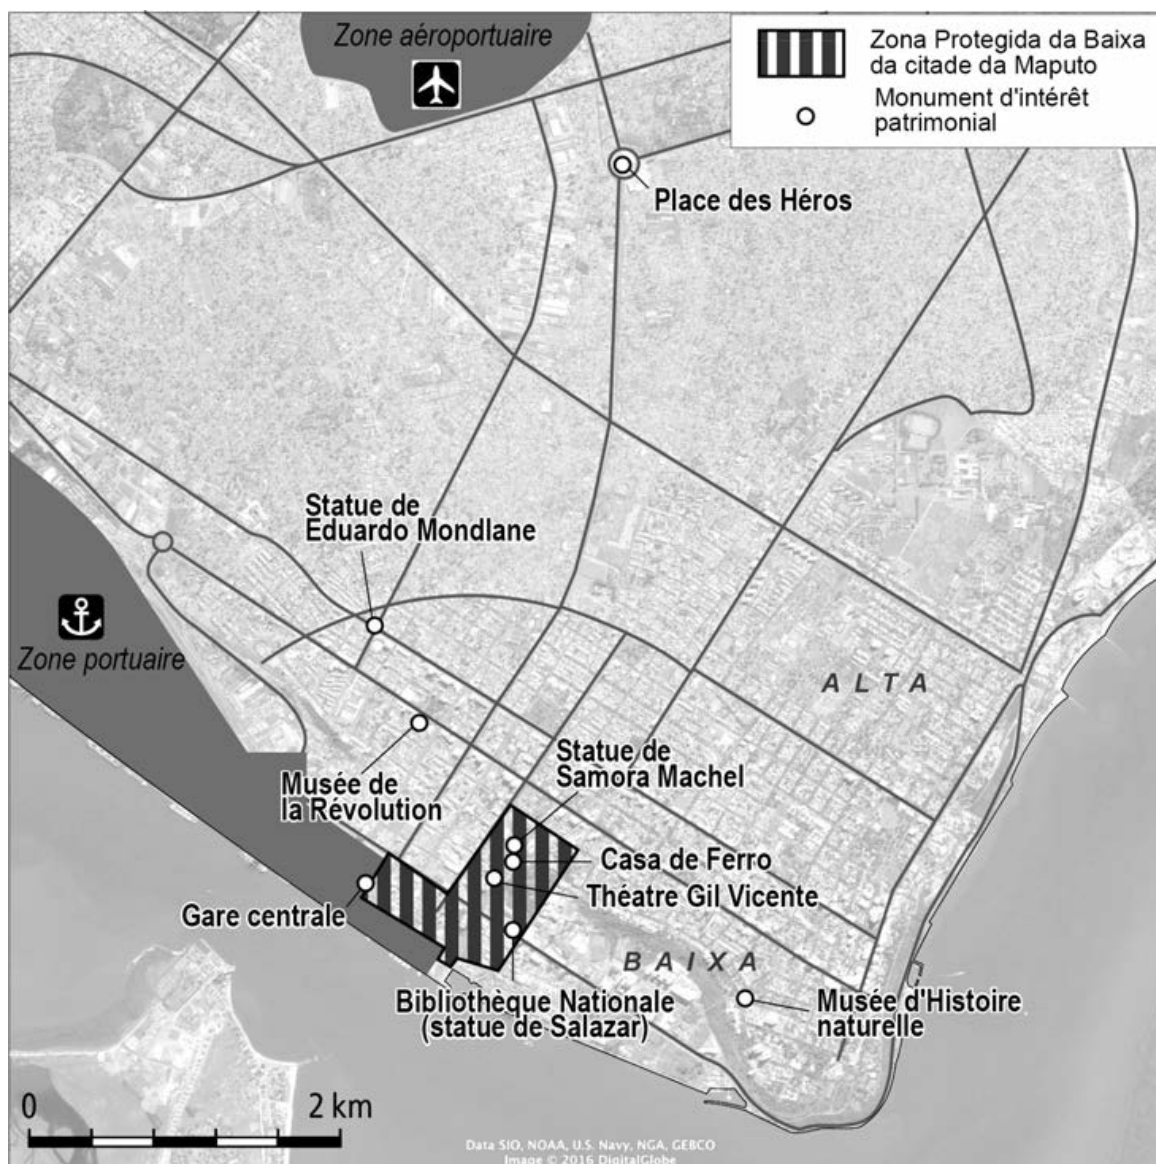 Zone aéroportuaire
Zona Protegida da Baixa
da citade da Maputo
Monument d'intérêt
patrimonial
Place des Héros
Statue de
Eduardo Mondlane
Zone portuaire
ALTA
Statue de
Samora Machel
Musée de
la Révolution
Casa de Ferro
Théatre Gil Vicente
Gare centrale
BAIXA
Bibliothèque Nationale
(statue de Salazar)
Musée d'Histoire
naturelle
0 2 km
Data SIO, NOAA, U.S. Navy, NGA, GEBCO
Image © 2016 DigitalGlobe